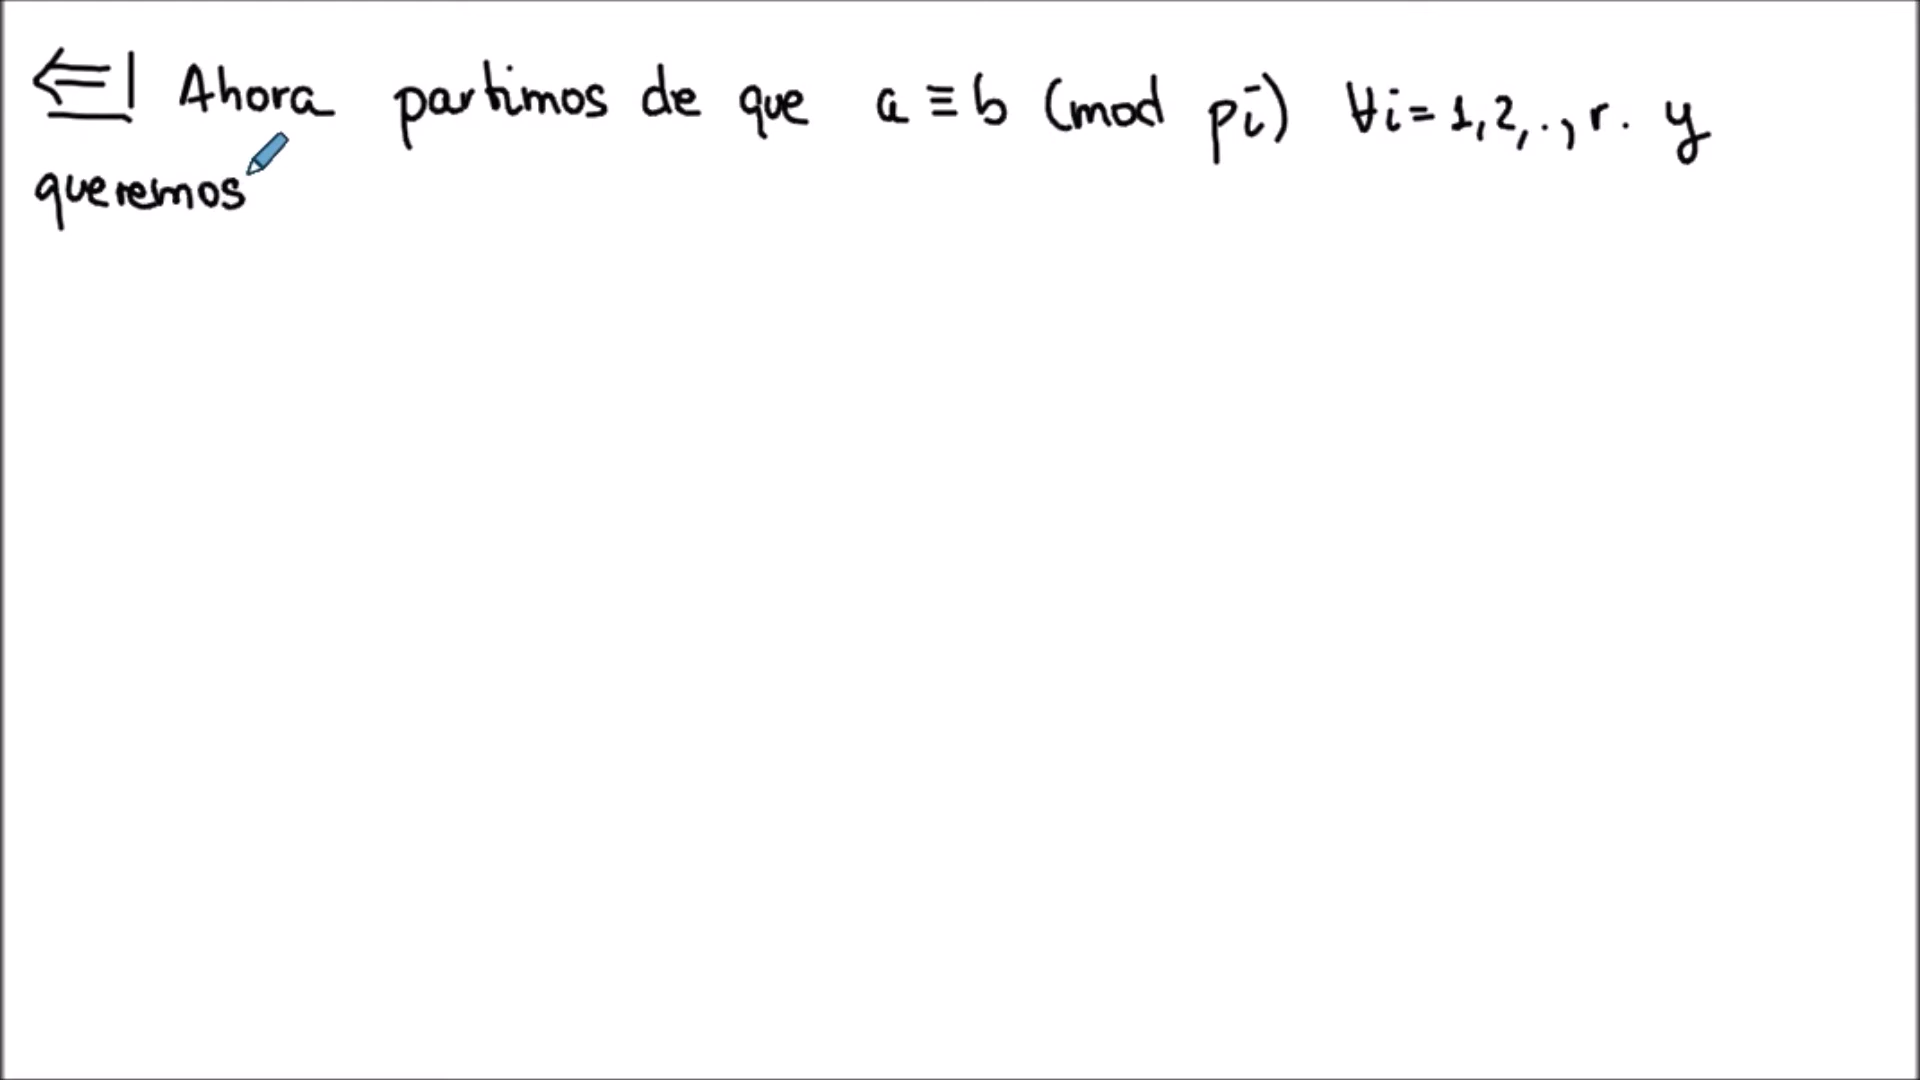 ⇐| Ahora partimos de que a ≡ b (mod pi) ∀i = 1,2,.,r. y
queremos